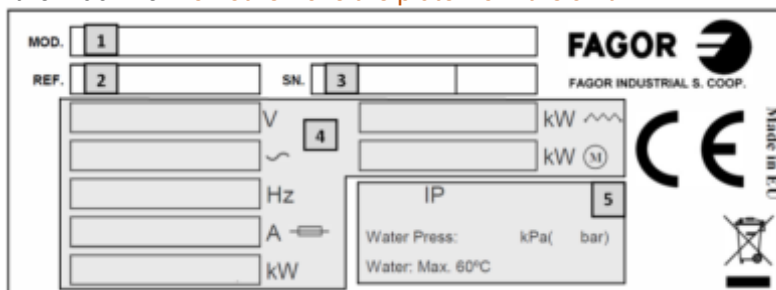 MOD. 1
FAGOR
REF. 2 SN. 3
FAGOR INDUSTRIAL S. COOP.
V 4 kW
kW M
Hz
IP 5
A
Water Press: kPa( bar)
kW
Water: Max. 60ºC
CE
Made in EU